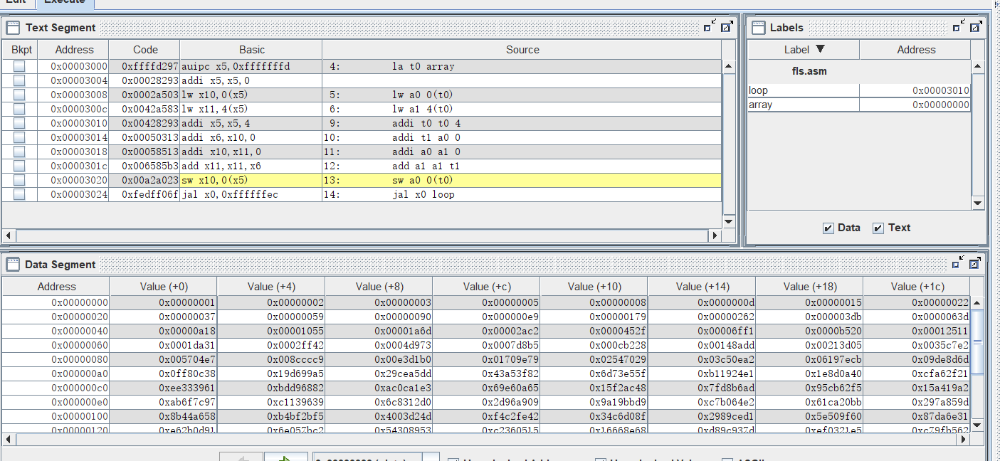 Edit Execute
Text Segment
Bkpt Address Code Basic Source
0x00003000 0xffffd297 auipc x5,0xfffffffd 4: la t0 array
0x00003004 0x00028293 addi x5,x5,0
0x00003008 0x0002a503 lw x10,0(x5) 5: lw a0 0(t0)
0x0000300c 0x0042a583 lw x11,4(x5) 6: lw a1 4(t0)
0x00003010 0x00428293 addi x5,x5,4 9: addi t0 t0 4
0x00003014 0x00050313 addi x6,x10,0 10: addi t1 a0 0
0x00003018 0x00058513 addi x10,x11,0 11: addi a0 a1 0
0x0000301c 0x006585b3 add x11,x11,x6 12: add a1 a1 t1
0x00003020 0x00a2a023 sw x10,0(x5) 13: sw a0 0(t0)
0x00003024 0xfedff06f jal x0,0xffffffec 14: jal x0 loop
Labels
Label ▼ Address
fls.asm
loop 0x00003010
array 0x00000000
Data Text
Data Segment
Address Value (+0) Value (+4) Value (+8) Value (+c) Value (+10) Value (+14) Value (+18) Value (+1c)
0x00000000 0x00000001 0x00000002 0x00000003 0x00000005 0x00000008 0x0000000d 0x00000015 0x00000022
0x00000020 0x00000037 0x00000059 0x00000090 0x000000e9 0x00000179 0x00000262 0x000003db 0x0000063d
0x00000040 0x00000a18 0x00001055 0x00001a6d 0x00002ac2 0x0000452f 0x00006ff1 0x0000b520 0x00012511
0x00000060 0x0001da31 0x0002ff42 0x0004d973 0x0007d8b5 0x000cb228 0x00148add 0x00213d05 0x0035c7e2
0x00000080 0x005704e7 0x008cccc9 0x00e3d1b0 0x01709e79 0x02547029 0x03c50ea2 0x06197ecb 0x09de8d6d
0x000000a0 0x0ff80c38 0x19d699a5 0x29cea5dd 0x43a53f82 0x6d73e55f 0xb11924e1 0x1e8d0a40 0xcfa62f21
0x000000c0 0xee333961 0xbdd96882 0xac0ca1e3 0x69e60a65 0x15f2ac48 0x7fd8b6ad 0x95cb62f5 0x15a419a2
0x000000e0 0xab6f7c97 0xc1139639 0x6c8312d0 0x2d96a909 0x9a19bbd9 0xc7b064e2 0x61ca20bb 0x297a859d
0x00000100 0x8b44a658 0xb4bf2bf5 0x4003d24d 0xf4c2fe42 0x34c6d08f 0x2989ced1 0x5e509f60 0x87da6e31
0x00000120 0xe62b0d91 0x6e057bc2 0x54308953 0xc2360515 0x16668e68 0xd89c937d 0xef0321e5 0xc79fb562